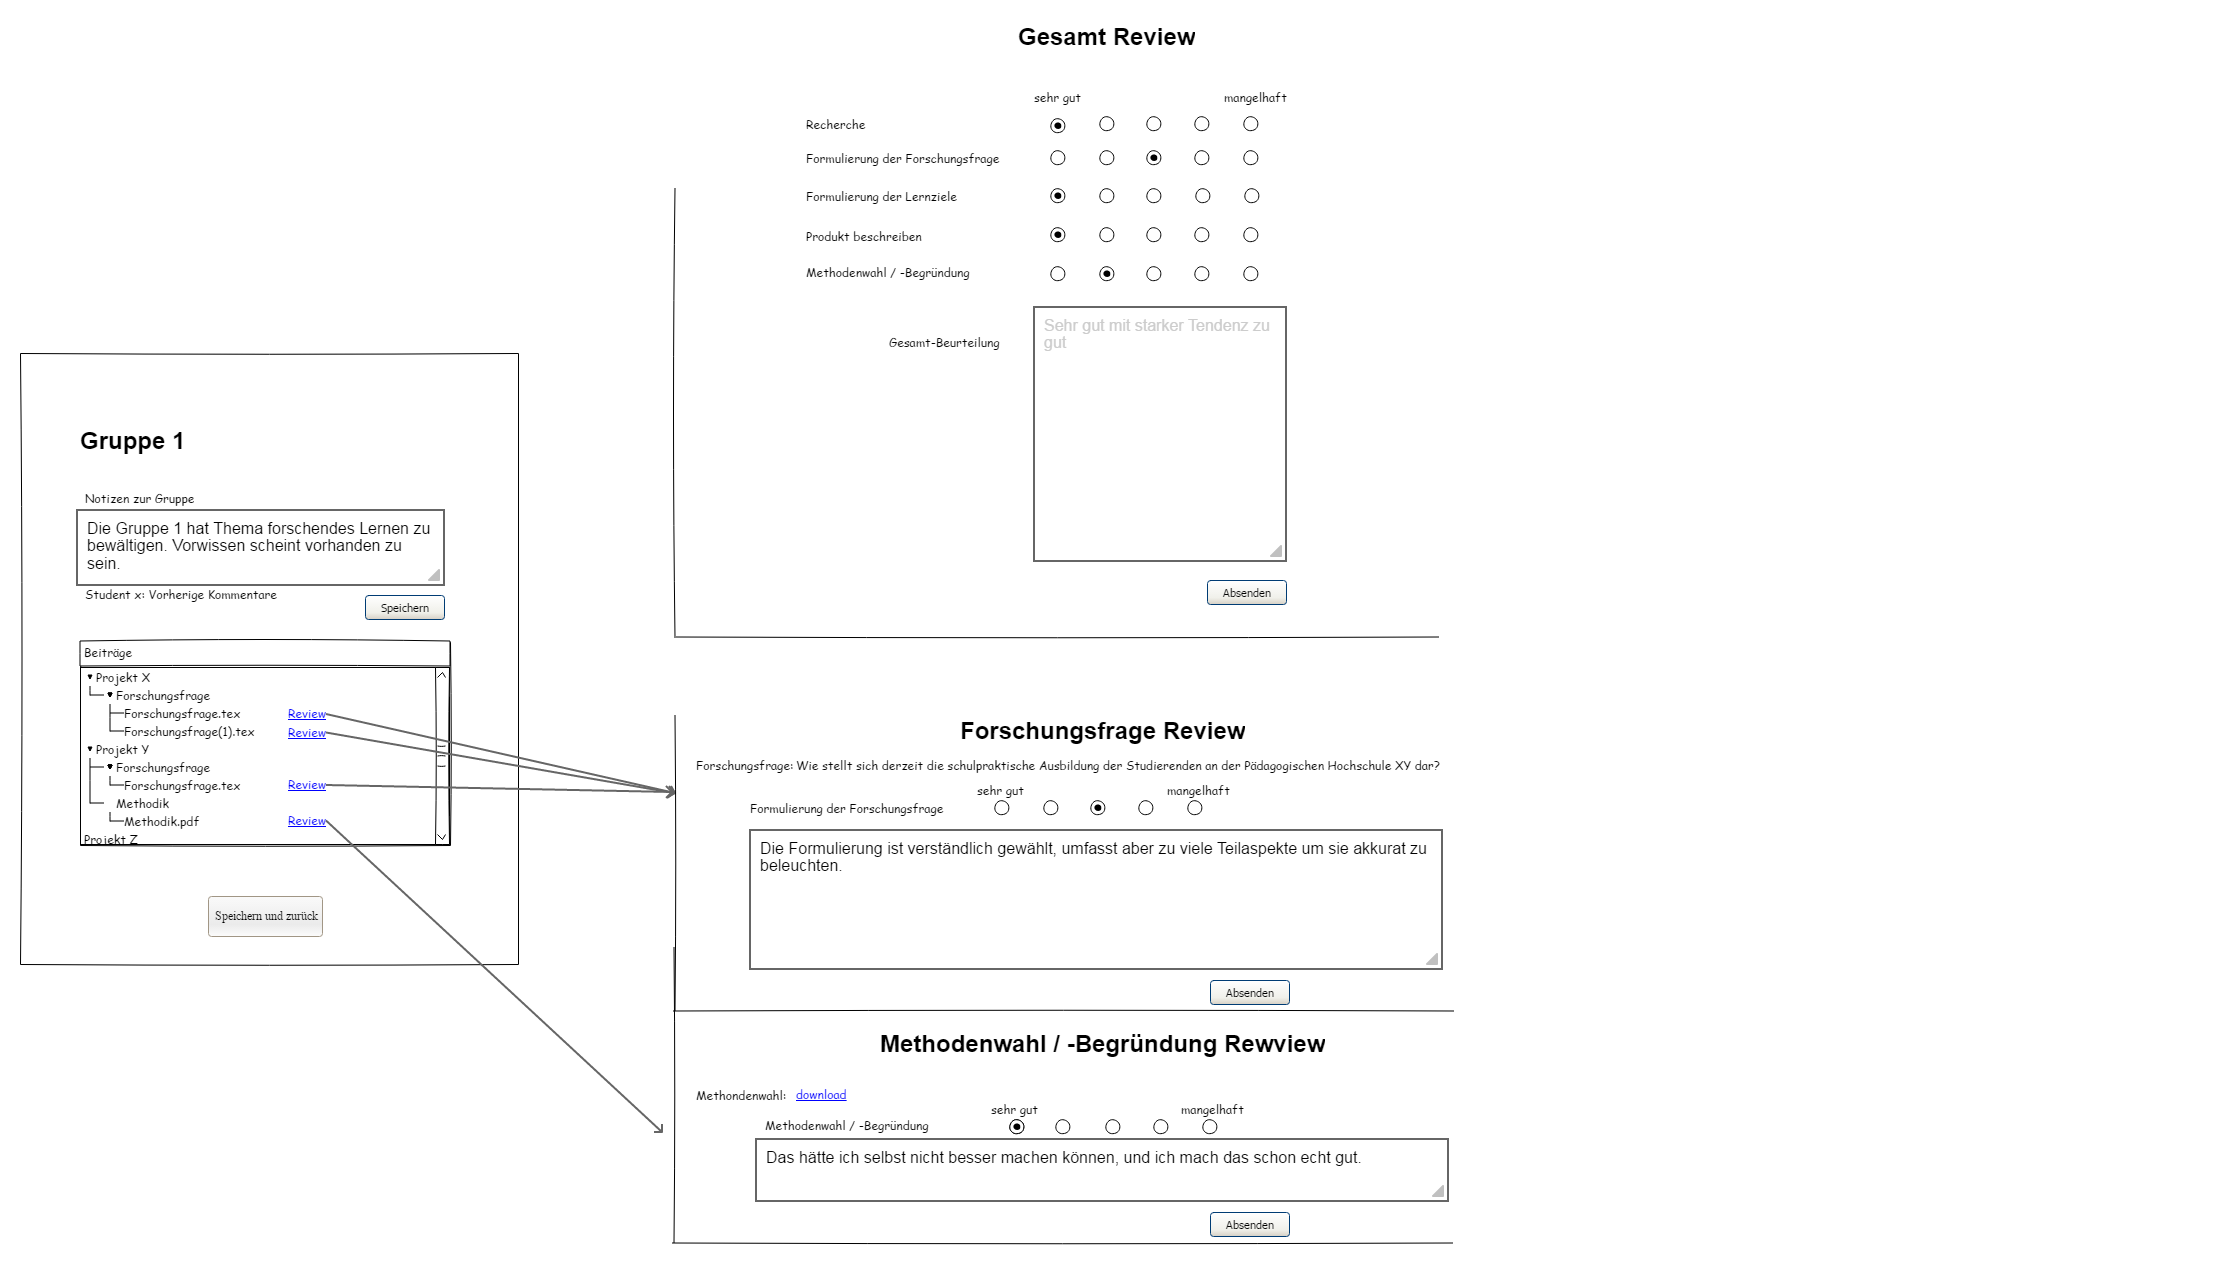 Gesamt Review
sehr gut mangelhaft
Recherche
Formulierung der Forschungsfrage
Formulierung der Lernziele
Produkt beschreiben
Methodenwahl / -Begründung
Gesamt-Beurteilung
Sehr gut mit starker Tendenz zu
gut
Absenden
Gruppe 1
Notizen zur Gruppe
Die Gruppe 1 hat Thema forschendes Lernen zu
bewältigen. Vorwissen scheint vorhanden zu
sein.
Student x: Vorherige Kommentare
Speichern
Beiträge
Projekt X
Forschungsfrage
Forschungsfrage.tex Review
Forschungsfrage(1).tex Review
Projekt Y
Forschungsfrage
Forschungsfrage.tex Review
Methodik
Methodik.pdf Review
Projekt Z
Speichern und zurück
Forschungsfrage Review
Forschungsfrage: Wie stellt sich derzeit die schulpraktische Ausbildung der Studierenden an der Pädagogischen Hochschule XY dar?
sehr gut mangelhaft
Formulierung der Forschungsfrage
Die Formulierung ist verständlich gewählt, umfasst aber zu viele Teilaspekte um sie akkurat zu
beleuchten.
Absenden
Methodenwahl / -Begründung Rewview
Methondenwahl: download
sehr gut mangelhaft
Methodenwahl / -Begründung
Das hätte ich selbst nicht besser machen können, und ich mach das schon echt gut.
Absenden